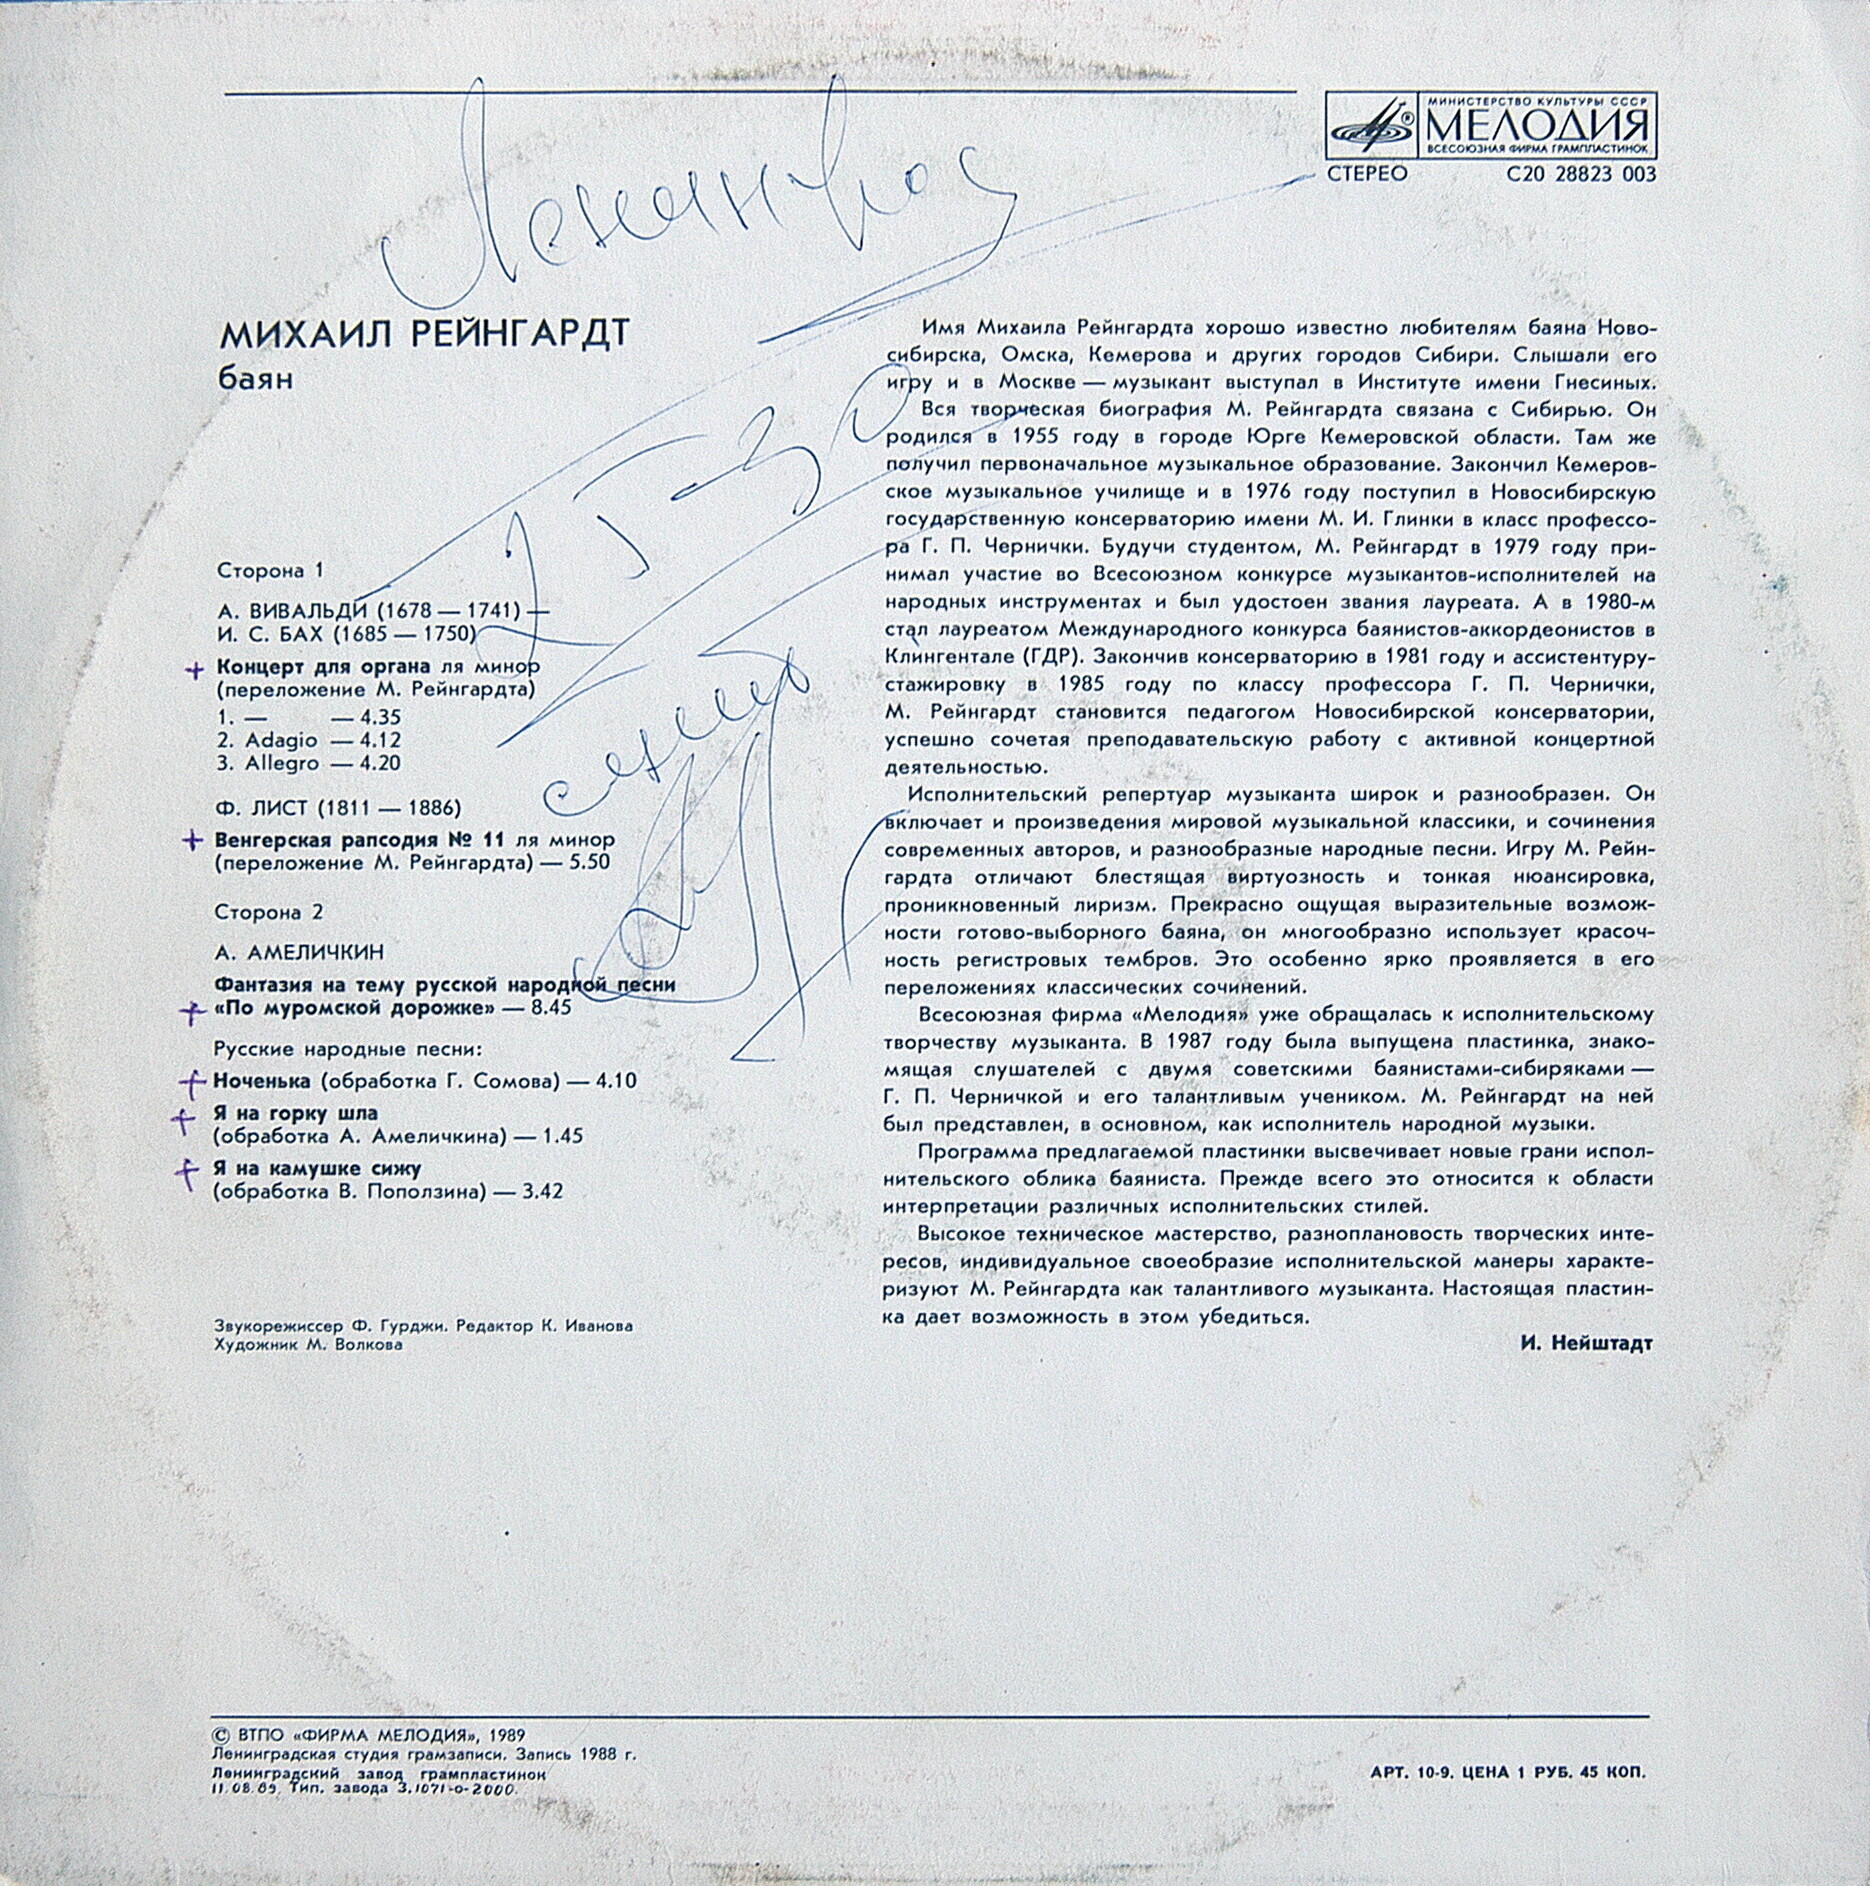 МИНИСТЕРСТВО КУЛЬТУРЫ СССР
МЕЛОДИЯ
ВСЕСОЮЗНАЯ ФИРМА ГРАМПЛАСТИНОК
СТЕРЕО С20 28823 003
Ленинград
МИХАИЛ РЕЙНГАРДТ
баян
Сторона 1
А. ВИВАЛЬДИ (1678 — 1741) —
И. С. БАХ (1685 — 1750)
+ Концерт для органа ля минор
(переложение М. Рейнгардта)
1. — — 4.35
2. Adagio — 4.12
3. Allegro — 4.20
Ф. ЛИСТ (1811 — 1886)
+ Венгерская рапсодия № 11 ля минор
(переложение М. Рейнгардта) — 5.50
Сторона 2
А. АМЕЛИЧКИН
Фантазия на тему русской народной песни
+ «По муромской дорожке» — 8.45
Русские народные песни:
+ Ноченька (обработка Г. Сомова) — 4.10
+ Я на горку шла
(обработка А. Амеличкина) — 1.45
+ Я на камушке сижу
(обработка В. Поползина) — 3.42
Звукорежиссер Ф. Гурджи. Редактор К. Иванова
Художник М. Волкова
Имя Михаила Рейнгардта хорошо известно любителям баяна Ново-
сибирска, Омска, Кемерова и других городов Сибири. Слышали его
игру и в Москве — музыкант выступал в Институте имени Гнесиных.
Вся творческая биография М. Рейнгардта связана с Сибирью. Он
родился в 1955 году в городе Юрге Кемеровской области. Там же
получил первоначальное музыкальное образование. Закончил Кемеров-
ское музыкальное училище и в 1976 году поступил в Новосибирскую
государственную консерваторию имени М. И. Глинки в класс профессо-
ра Г. П. Чернички. Будучи студентом, М. Рейнгардт в 1979 году при-
нимал участие во Всесоюзном конкурсе музыкантов-исполнителей на
народных инструментах и был удостоен звания лауреата. А в 1980-м
стал лауреатом Международного конкурса баянистов-аккордеонистов в
Клингентале (ГДР). Закончив консерваторию в 1981 году и ассистентуру-
стажировку в 1985 году по классу профессора Г. П. Чернички,
М. Рейнгардт становится педагогом Новосибирской консерватории,
успешно сочетая преподавательскую работу с активной концертной
деятельностью.
Исполнительский репертуар музыканта широк и разнообразен. Он
включает и произведения мировой музыкальной классики, и сочинения
современных авторов, и разнообразные народные песни. Игру М. Рейн-
гардта отличают блестящая виртуозность и тонкая нюансировка,
проникновенный лиризм. Прекрасно ощущая выразительные возмож-
ности готово-выборного баяна, он многообразно использует красоч-
ность регистровых тембров. Это особенно ярко проявляется в его
переложениях классических сочинений.
Всесоюзная фирма «Мелодия» уже обращалась к исполнительскому
творчеству музыканта. В 1987 году была выпущена пластинка, знако-
мящая слушателей с двумя советскими баянистами-сибиряками —
Г. П. Черничкой и его талантливым учеником. М. Рейнгардт на ней
был представлен, в основном, как исполнитель народной музыки.
Программа предлагаемой пластинки высвечивает новые грани испол-
нительского облика баяниста. Прежде всего это относится к области
интерпретации различных исполнительских стилей.
Высокое техническое мастерство, разноплановость творческих инте-
ресов, индивидуальное своеобразие исполнительской манеры характе-
ризуют М. Рейнгардта как талантливого музыканта. Настоящая пластин-
ка дает возможность в этом убедиться.
И. Нейштадт
© ВТПО «ФИРМА МЕЛОДИЯ», 1989
Ленинградская студия грамзаписи. Запись 1988 г.
Ленинградский завод грампластинок
11.08.89. Тип. завода З.1071-о-2000.
АРТ. 10-9. ЦЕНА 1 РУБ. 45 КОП.